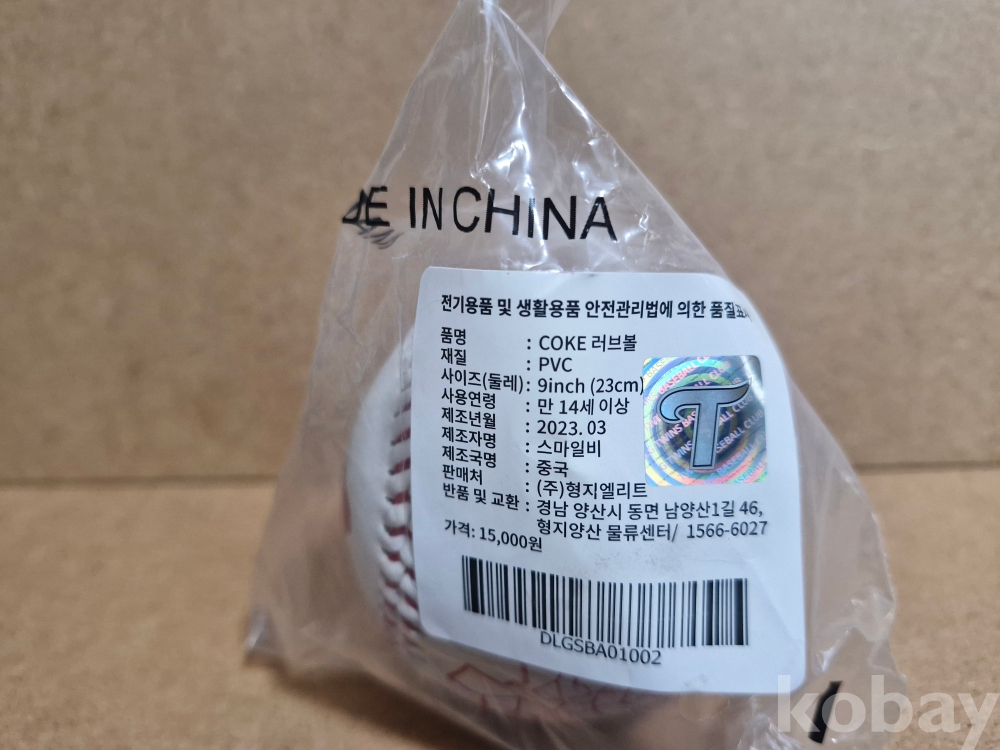 IN CHINA
전기용품 및 생활용품 안전관리법에 의한 품질표시
품명 : COKE 러브볼
재질 : PVC
사이즈(둘레) : 9inch (23cm)
사용연령 : 만 14세 이상
제조년월 : 2023. 03
제조자명 : 스마일비
제조국명 : 중국
판매처 : (주)형지엘리트
반품 및 교환 : 경남 양산시 동면 남양산1길 46,
형지양산 물류센터/ 1566-6027
가격: 15,000원
T
TWINS BASEBALL CLUB
DLGSBA01002
kobay